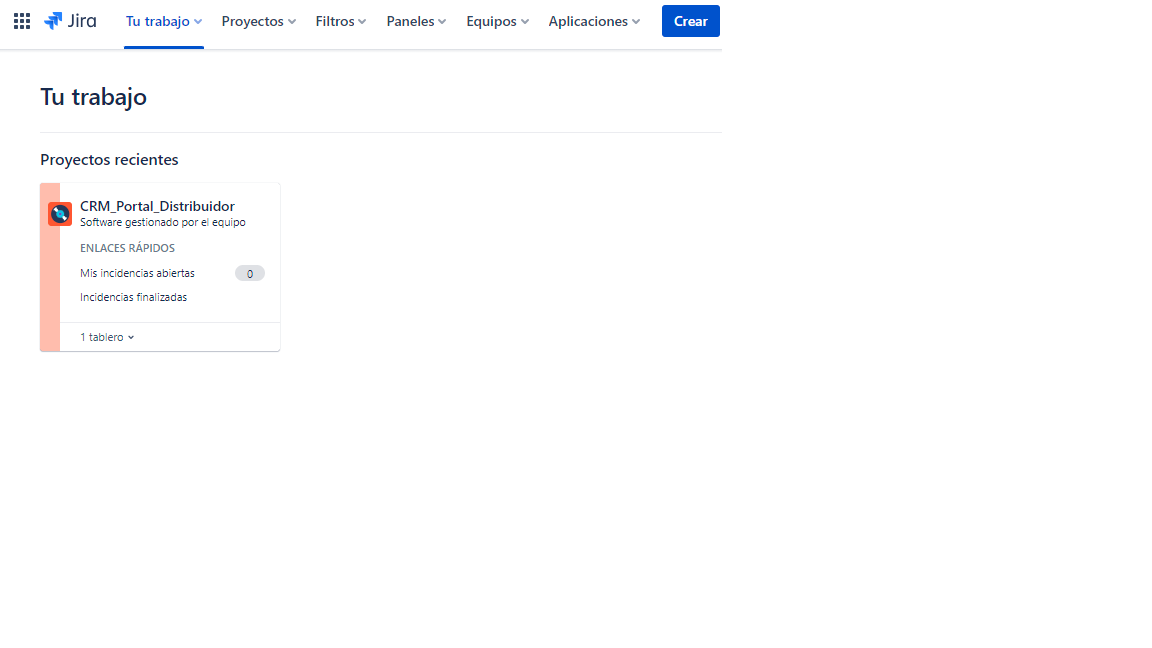 Jira Tu trabajo Proyectos Filtros Paneles Equipos Aplicaciones Crear
Tu trabajo
Proyectos recientes
CRM_Portal_Distribuidor
Software gestionado por el equipo
ENLACES RÁPIDOS
Mis incidencias abiertas 0
Incidencias finalizadas
1 tablero